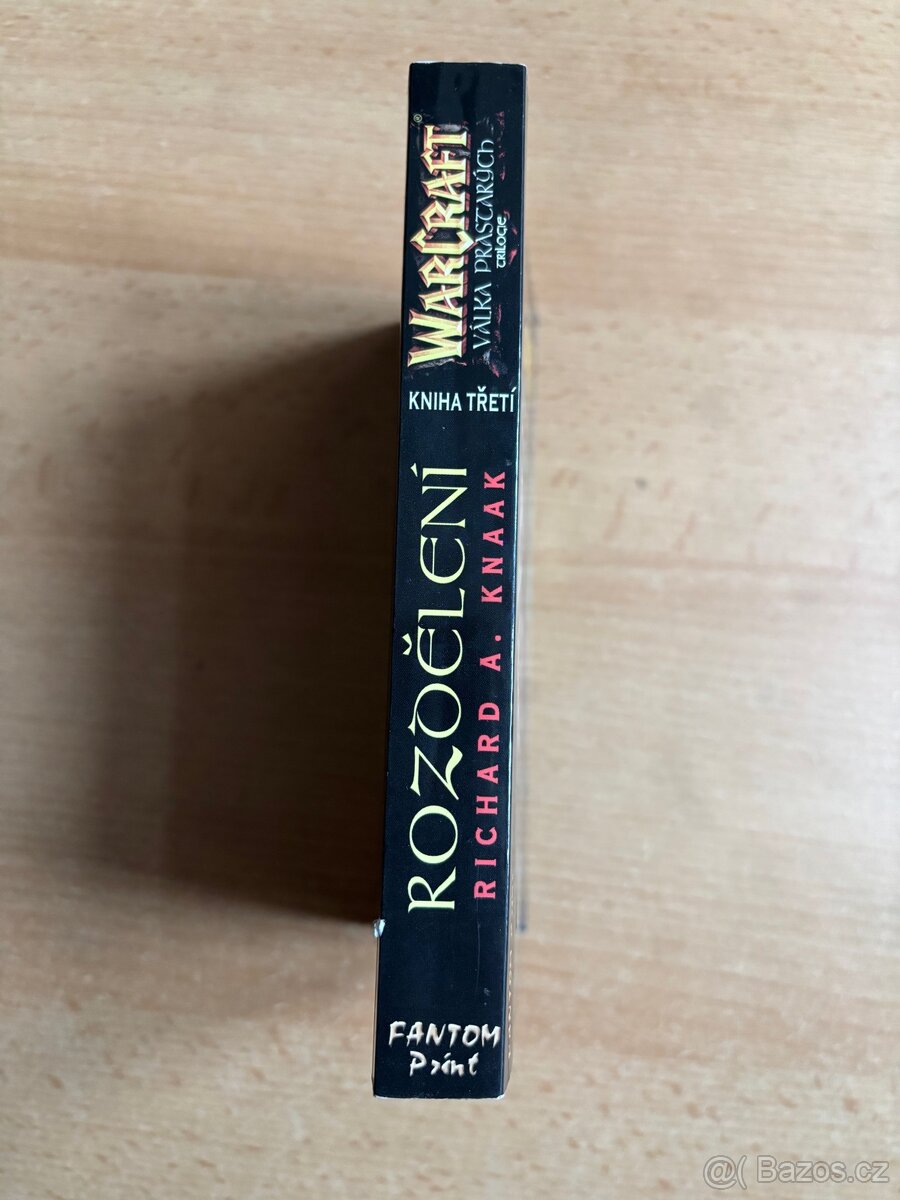 WARCRAFT®
VÁLKA PRASTARÝCH
TRILOGIE
KNIHA TŘETÍ
ROZDĚLENÍ
RICHARD A. KNAAK
FANTOM
Print
@( Bazos.cz